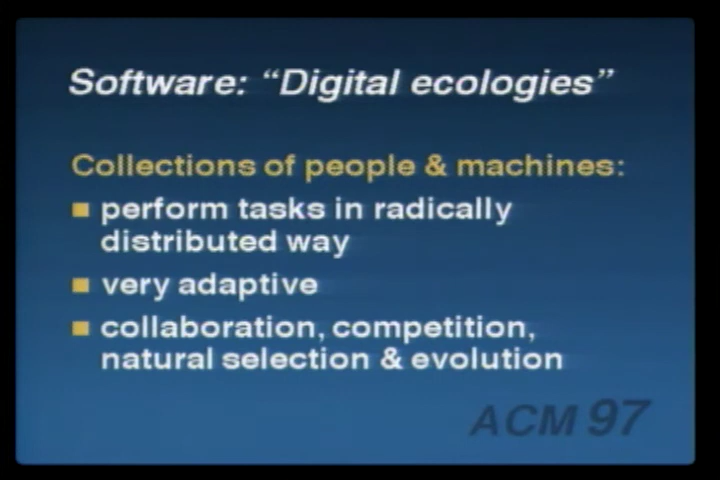 Software: “Digital ecologies”
Collections of people & machines:
perform tasks in radically
distributed way
very adaptive
collaboration, competition,
natural selection & evolution
ACM 97